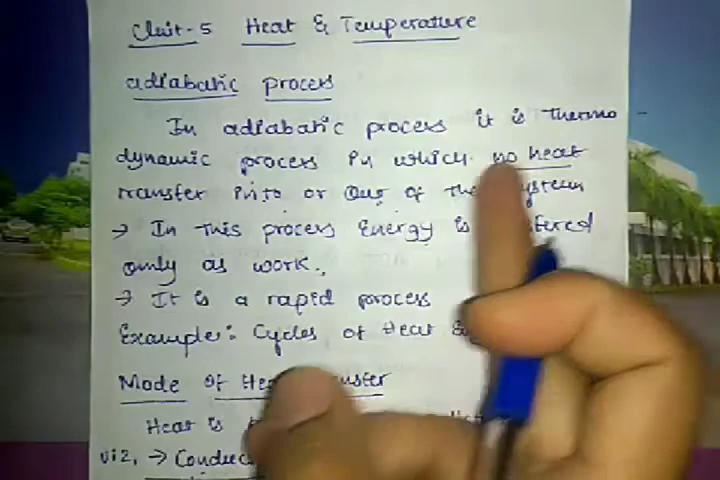 Unit-5 Heat & Temperature
adiabatic process
In adiabatic process it is Thermo
dynamic process in which no heat
transfer into or out of the system
→ In this process Energy is
only as work.
→ It is a rapid process
Example: Cycles of Heat
Mode of
Heat is
viz, →